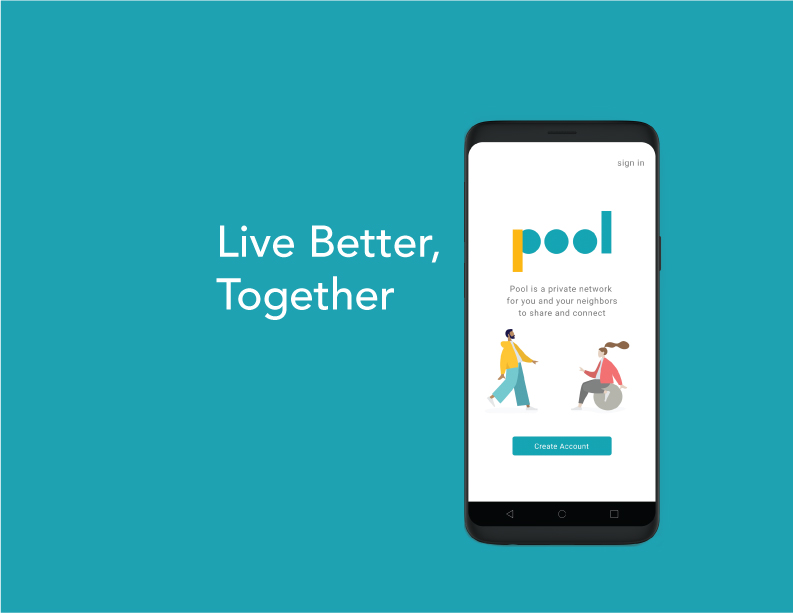 Live Better,
Together
sign in
pool
Pool is a private network
for you and your neighbors
to share and connect
Create Account